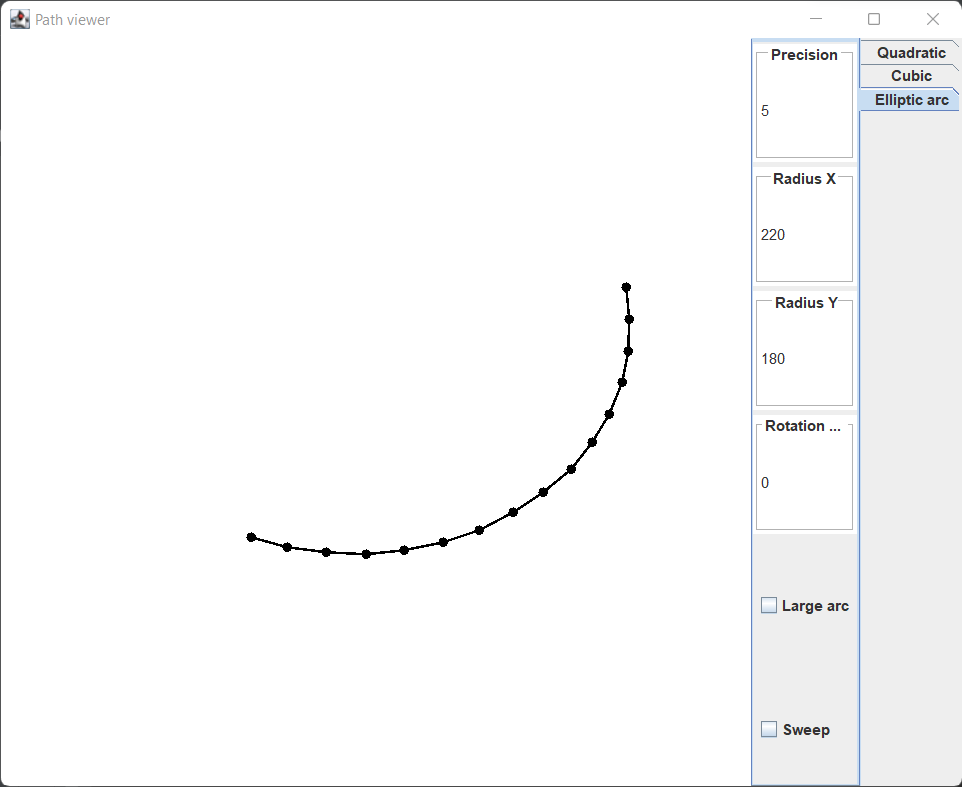 Path viewer
Precision
5
Radius X
220
Radius Y
180
Rotation ...
0
Large arc
Sweep
Quadratic
Cubic
Elliptic arc